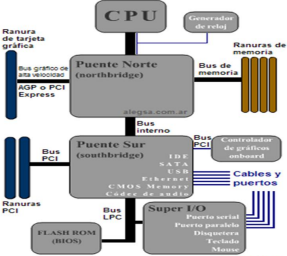 CPU
Generador
de reloj
Ranura
de tarjeta
gráfica
Ranuras de
memoria
Bus gráfico de
alta velocidad
AGP o PCI
Express
Puente Norte
(northbridge)
Bus
de
memoria
alegsa.com.ar
Bus
interno
Bus
PCI
Puente Sur
(southbridge)
IDE
SATA
USB
Ethernet
CMOS Memory
Códec de audio
Bus
PCI
Controlador
de gráficos
onboard
Cables y
puertos
Ranuras
PCI
Bus
LPC
FLASH ROM
(BIOS)
Super I/O
Puerto serial
Puerto paralelo
Disquetera
Teclado
Mouse